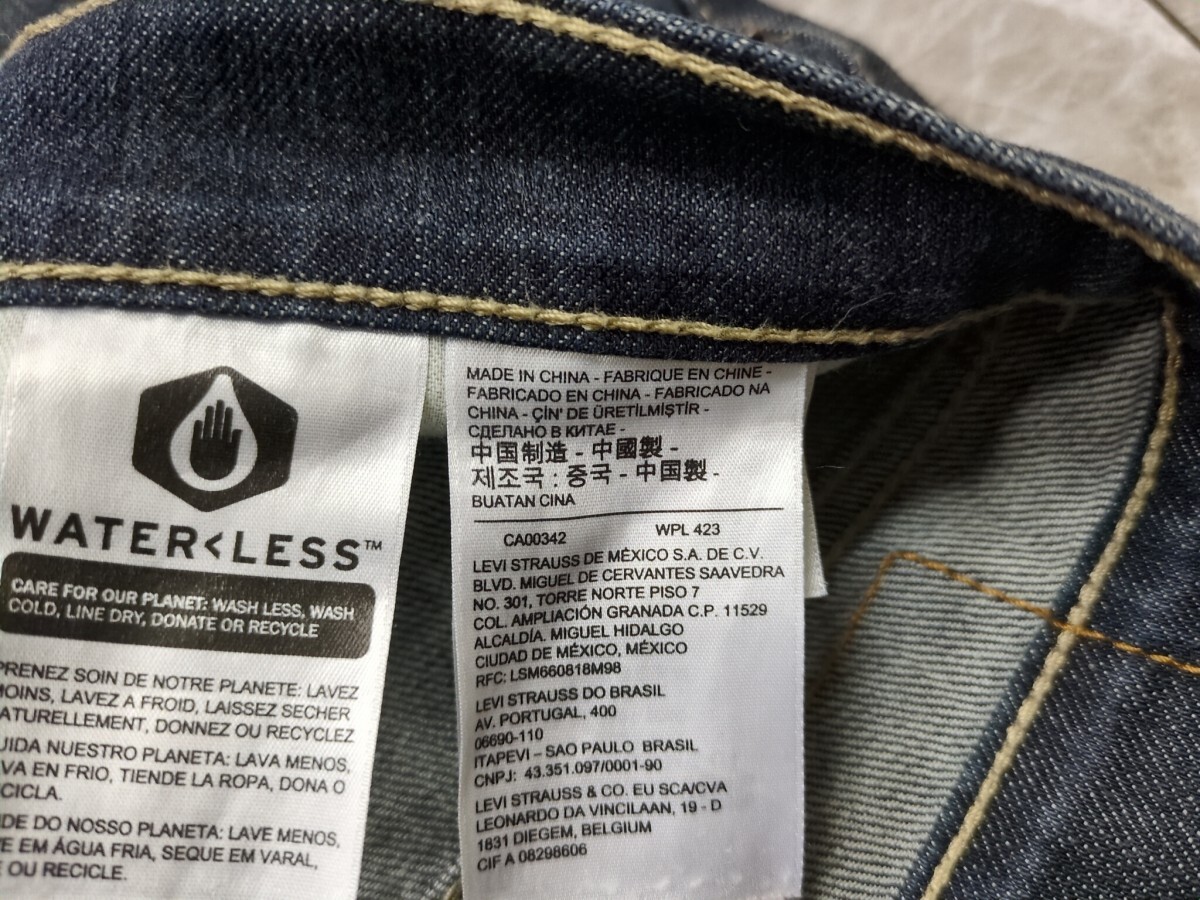 WATER<LESS™
CARE FOR OUR PLANET: WASH LESS, WASH
COLD, LINE DRY, DONATE OR RECYCLE
PRENEZ SOIN DE NOTRE PLANETE: LAVEZ
MOINS, LAVEZ A FROID, LAISSEZ SECHER
NATURELLEMENT, DONNEZ OU RECYCLEZ
NUESTRO PLANETA: LAVA MENOS,
EN FRIO, TIENDE LA ROPA, DONA O
DO NOSSO PLANETA: LAVE MENOS,
EM ÁGUA FRIA, SEQUE EM VARAL,
OU RECICLE.
MADE IN CHINA - FABRIQUE EN CHINE -
FABRICADO EN CHINA - FABRICADO NA
CHINA - ÇİN' DE ÜRETİLMİŞTİR -
СДЕЛАНО В КИТАЕ -
中国制造 - 中國製 -
제조국 : 중국 - 中国製 -
BUATAN CINA
CA00342 WPL 423
LEVI STRAUSS DE MÉXICO S.A. DE C.V.
BLVD. MIGUEL DE CERVANTES SAAVEDRA
NO. 301, TORRE NORTE PISO 7
COL. AMPLIACIÓN GRANADA C.P. 11529
ALCALDÍA. MIGUEL HIDALGO
CIUDAD DE MÉXICO, MÉXICO
RFC: LSM660818M98
LEVI STRAUSS DO BRASIL
AV. PORTUGAL, 400
06690-110
ITAPEVI – SAO PAULO BRASIL
CNPJ: 43.351.097/0001-90
LEVI STRAUSS & CO. EU SCA/CVA
LEONARDO DA VINCILAAN, 19 - D
1831 DIEGEM, BELGIUM
CIF A 08298606